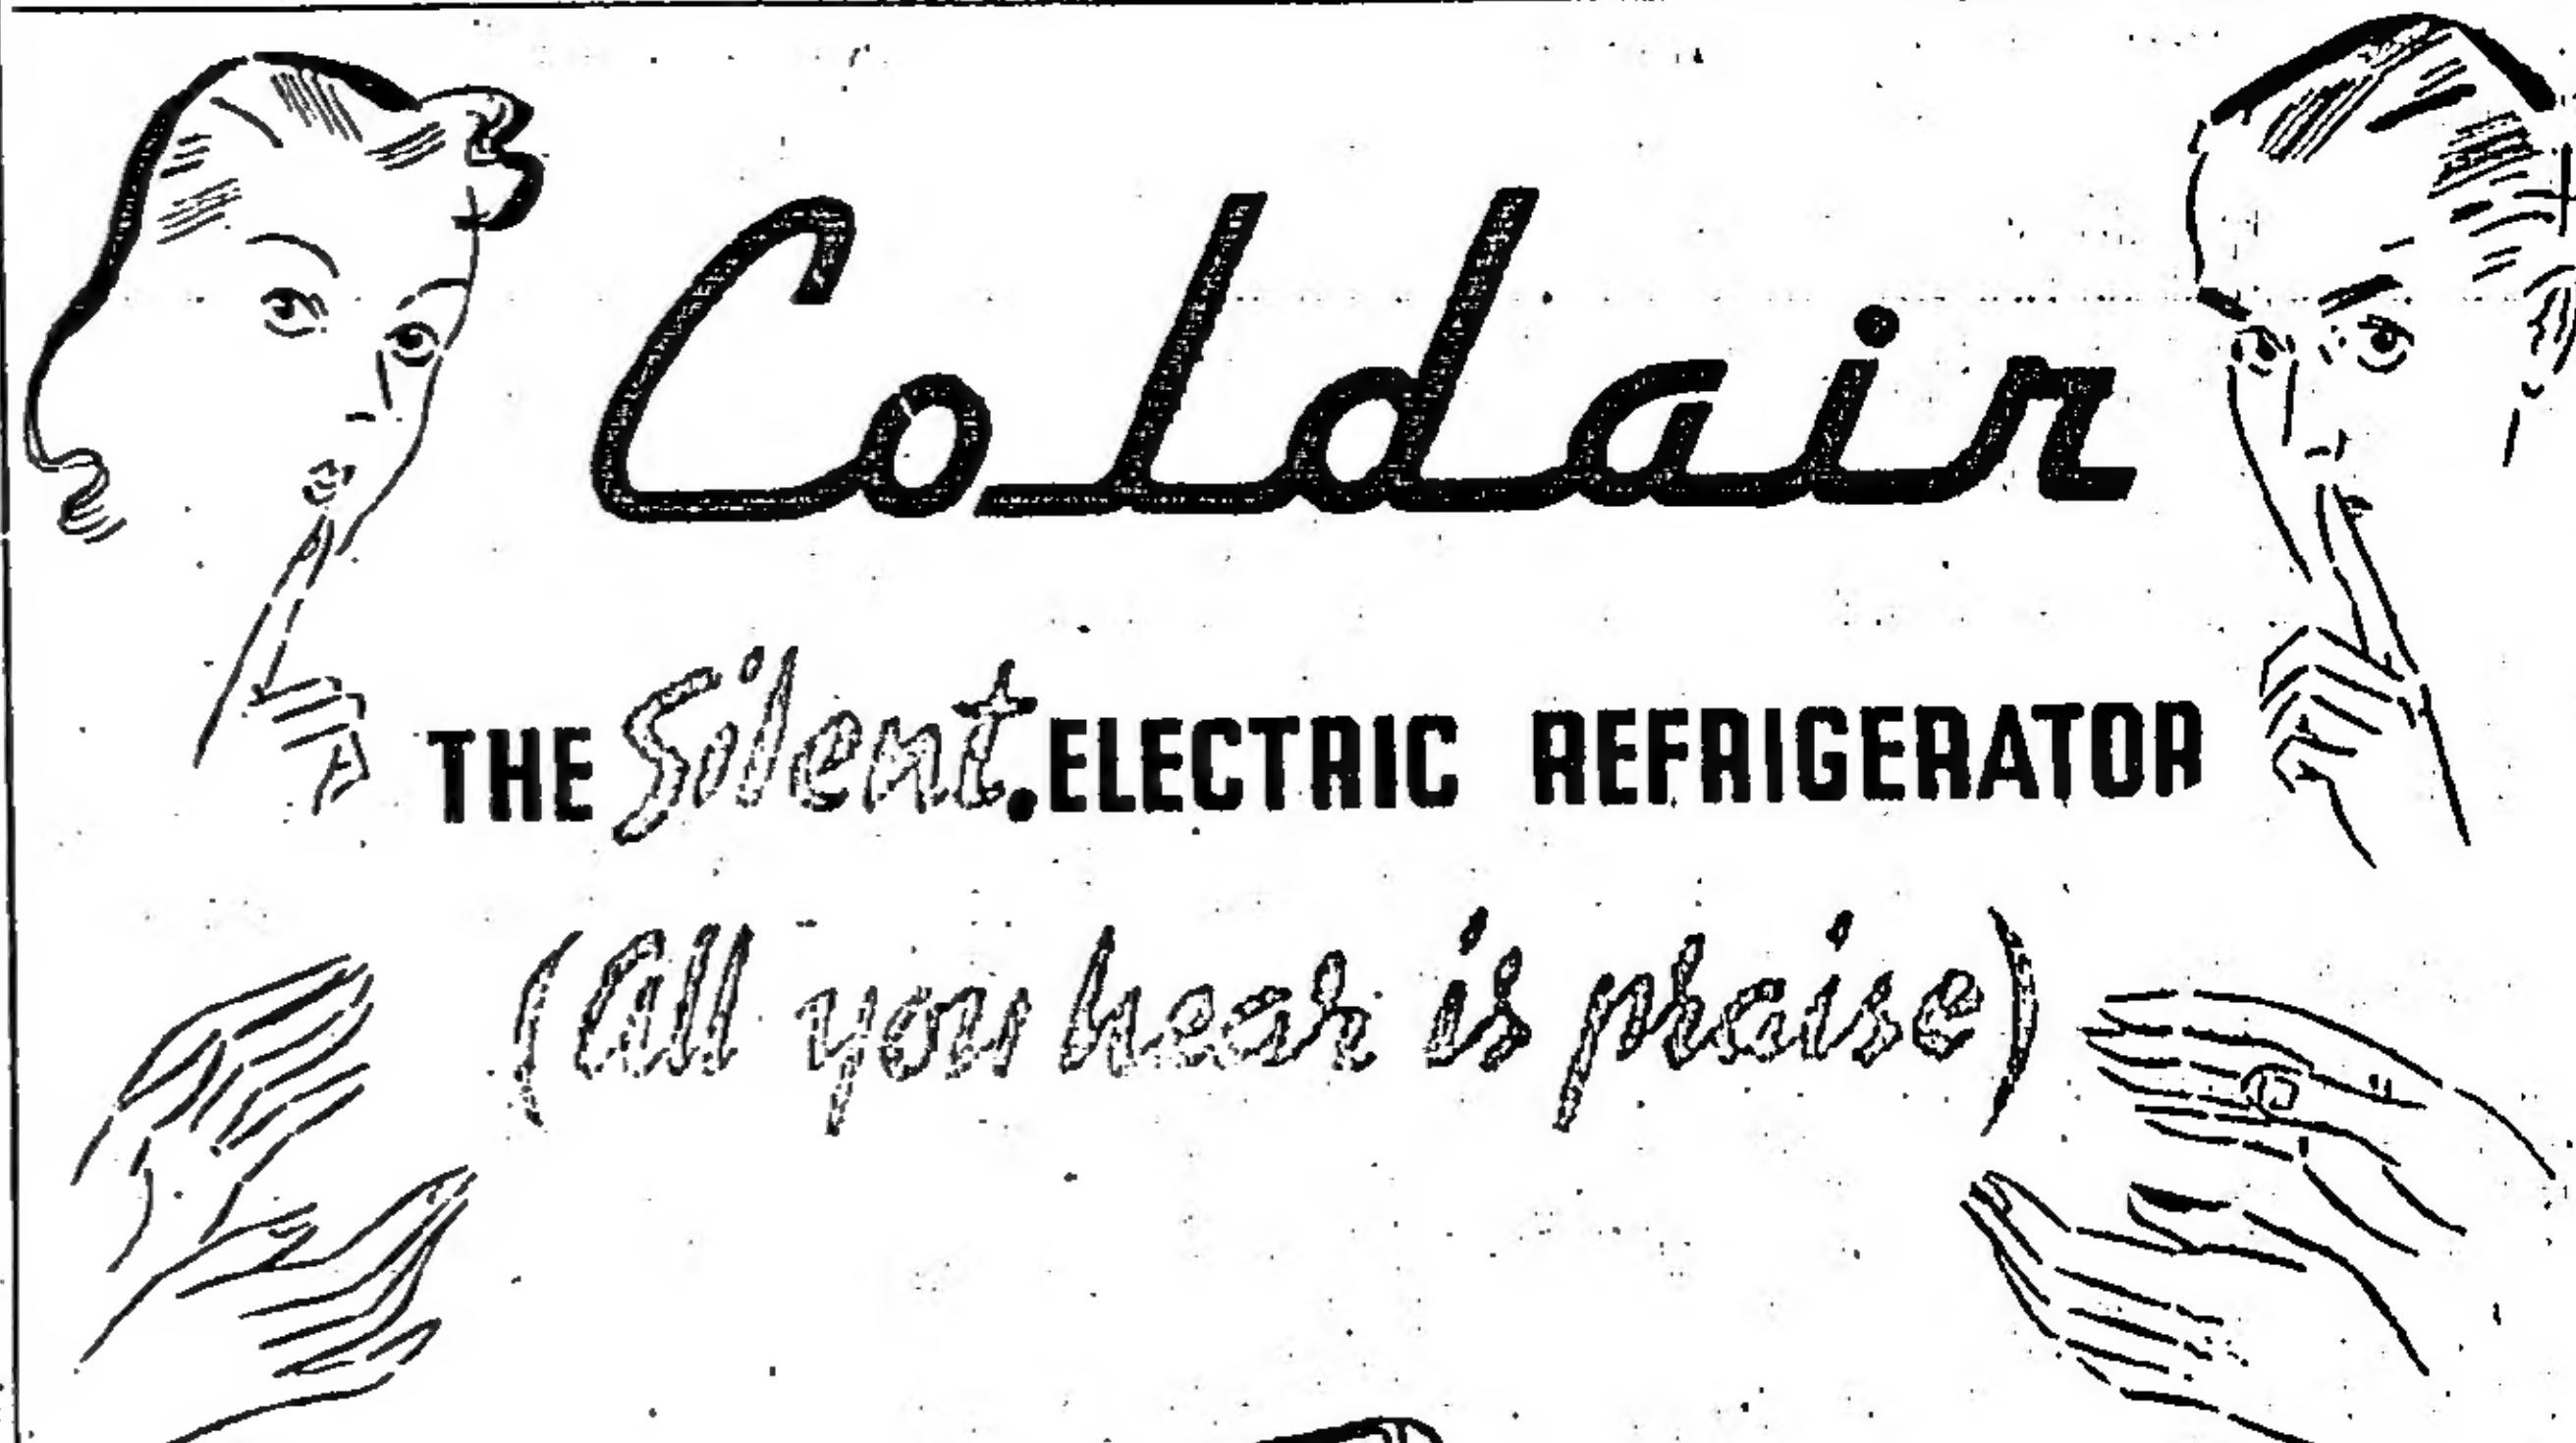 Coldair
THE Silent. ELECTRIC REFRIGERATOR
(All you hear is praise)